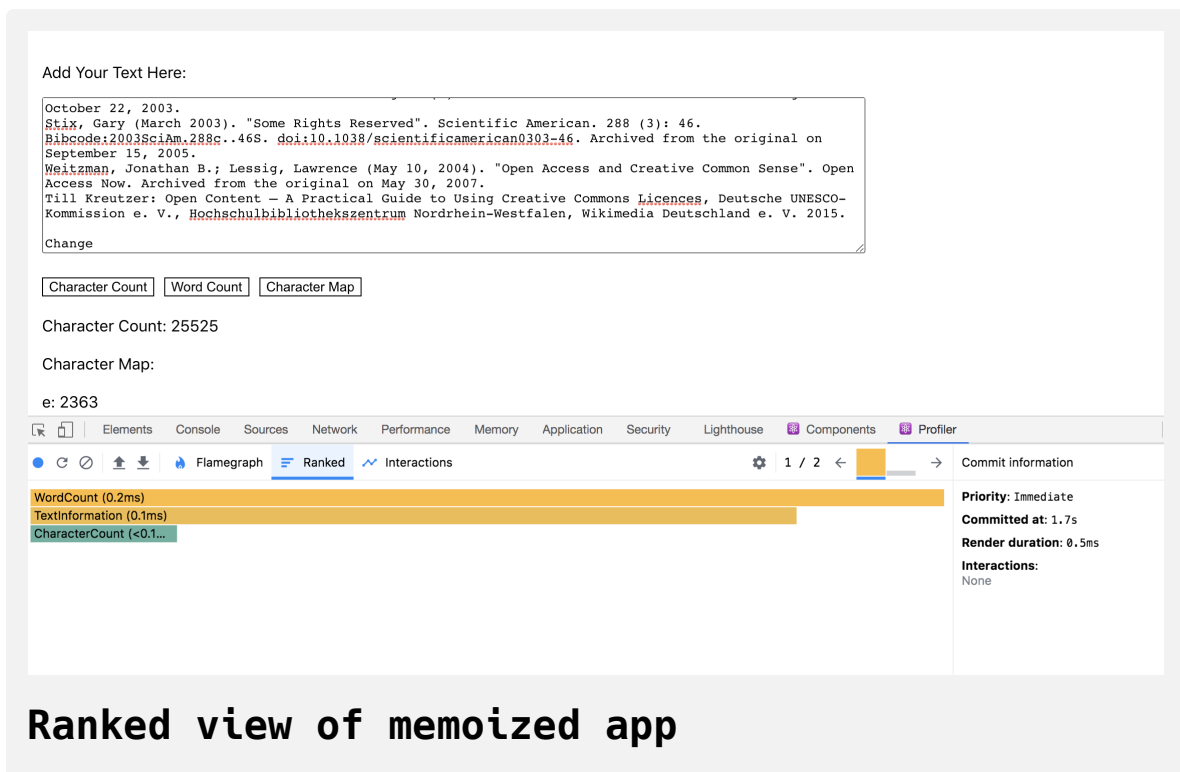 Add Your Text Here:
October 22, 2003.
Stix, Gary (March 2003). "Some Rights Reserved". Scientific American. 288 (3): 46.
Bibcode:2003SciAm.288c..46S. doi:10.1038/scientificamerican0303-46. Archived from the original on
September 15, 2005.
Weitzman, Jonathan B.; Lessig, Lawrence (May 10, 2004). "Open Access and Creative Common Sense". Open
Access Now. Archived from the original on May 30, 2007.
Till Kreutzer: Open Content – A Practical Guide to Using Creative Commons Licences, Deutsche UNESCO-
Kommission e. V., Hochschulbibliothekszentrum Nordrhein-Westfalen, Wikimedia Deutschland e. V. 2015.
Change
Character Count Word Count Character Map
Character Count: 25525
Character Map:
e: 2363
Elements Console Sources Network Performance Memory Application Security Lighthouse Components Profiler
Flamegraph Ranked Interactions 1 / 2 Commit information
WordCount (0.2ms)
TextInformation (0.1ms)
CharacterCount (<0.1...
Priority: Immediate
Committed at: 1.7s
Render duration: 0.5ms
Interactions:
None
Ranked view of memoized app